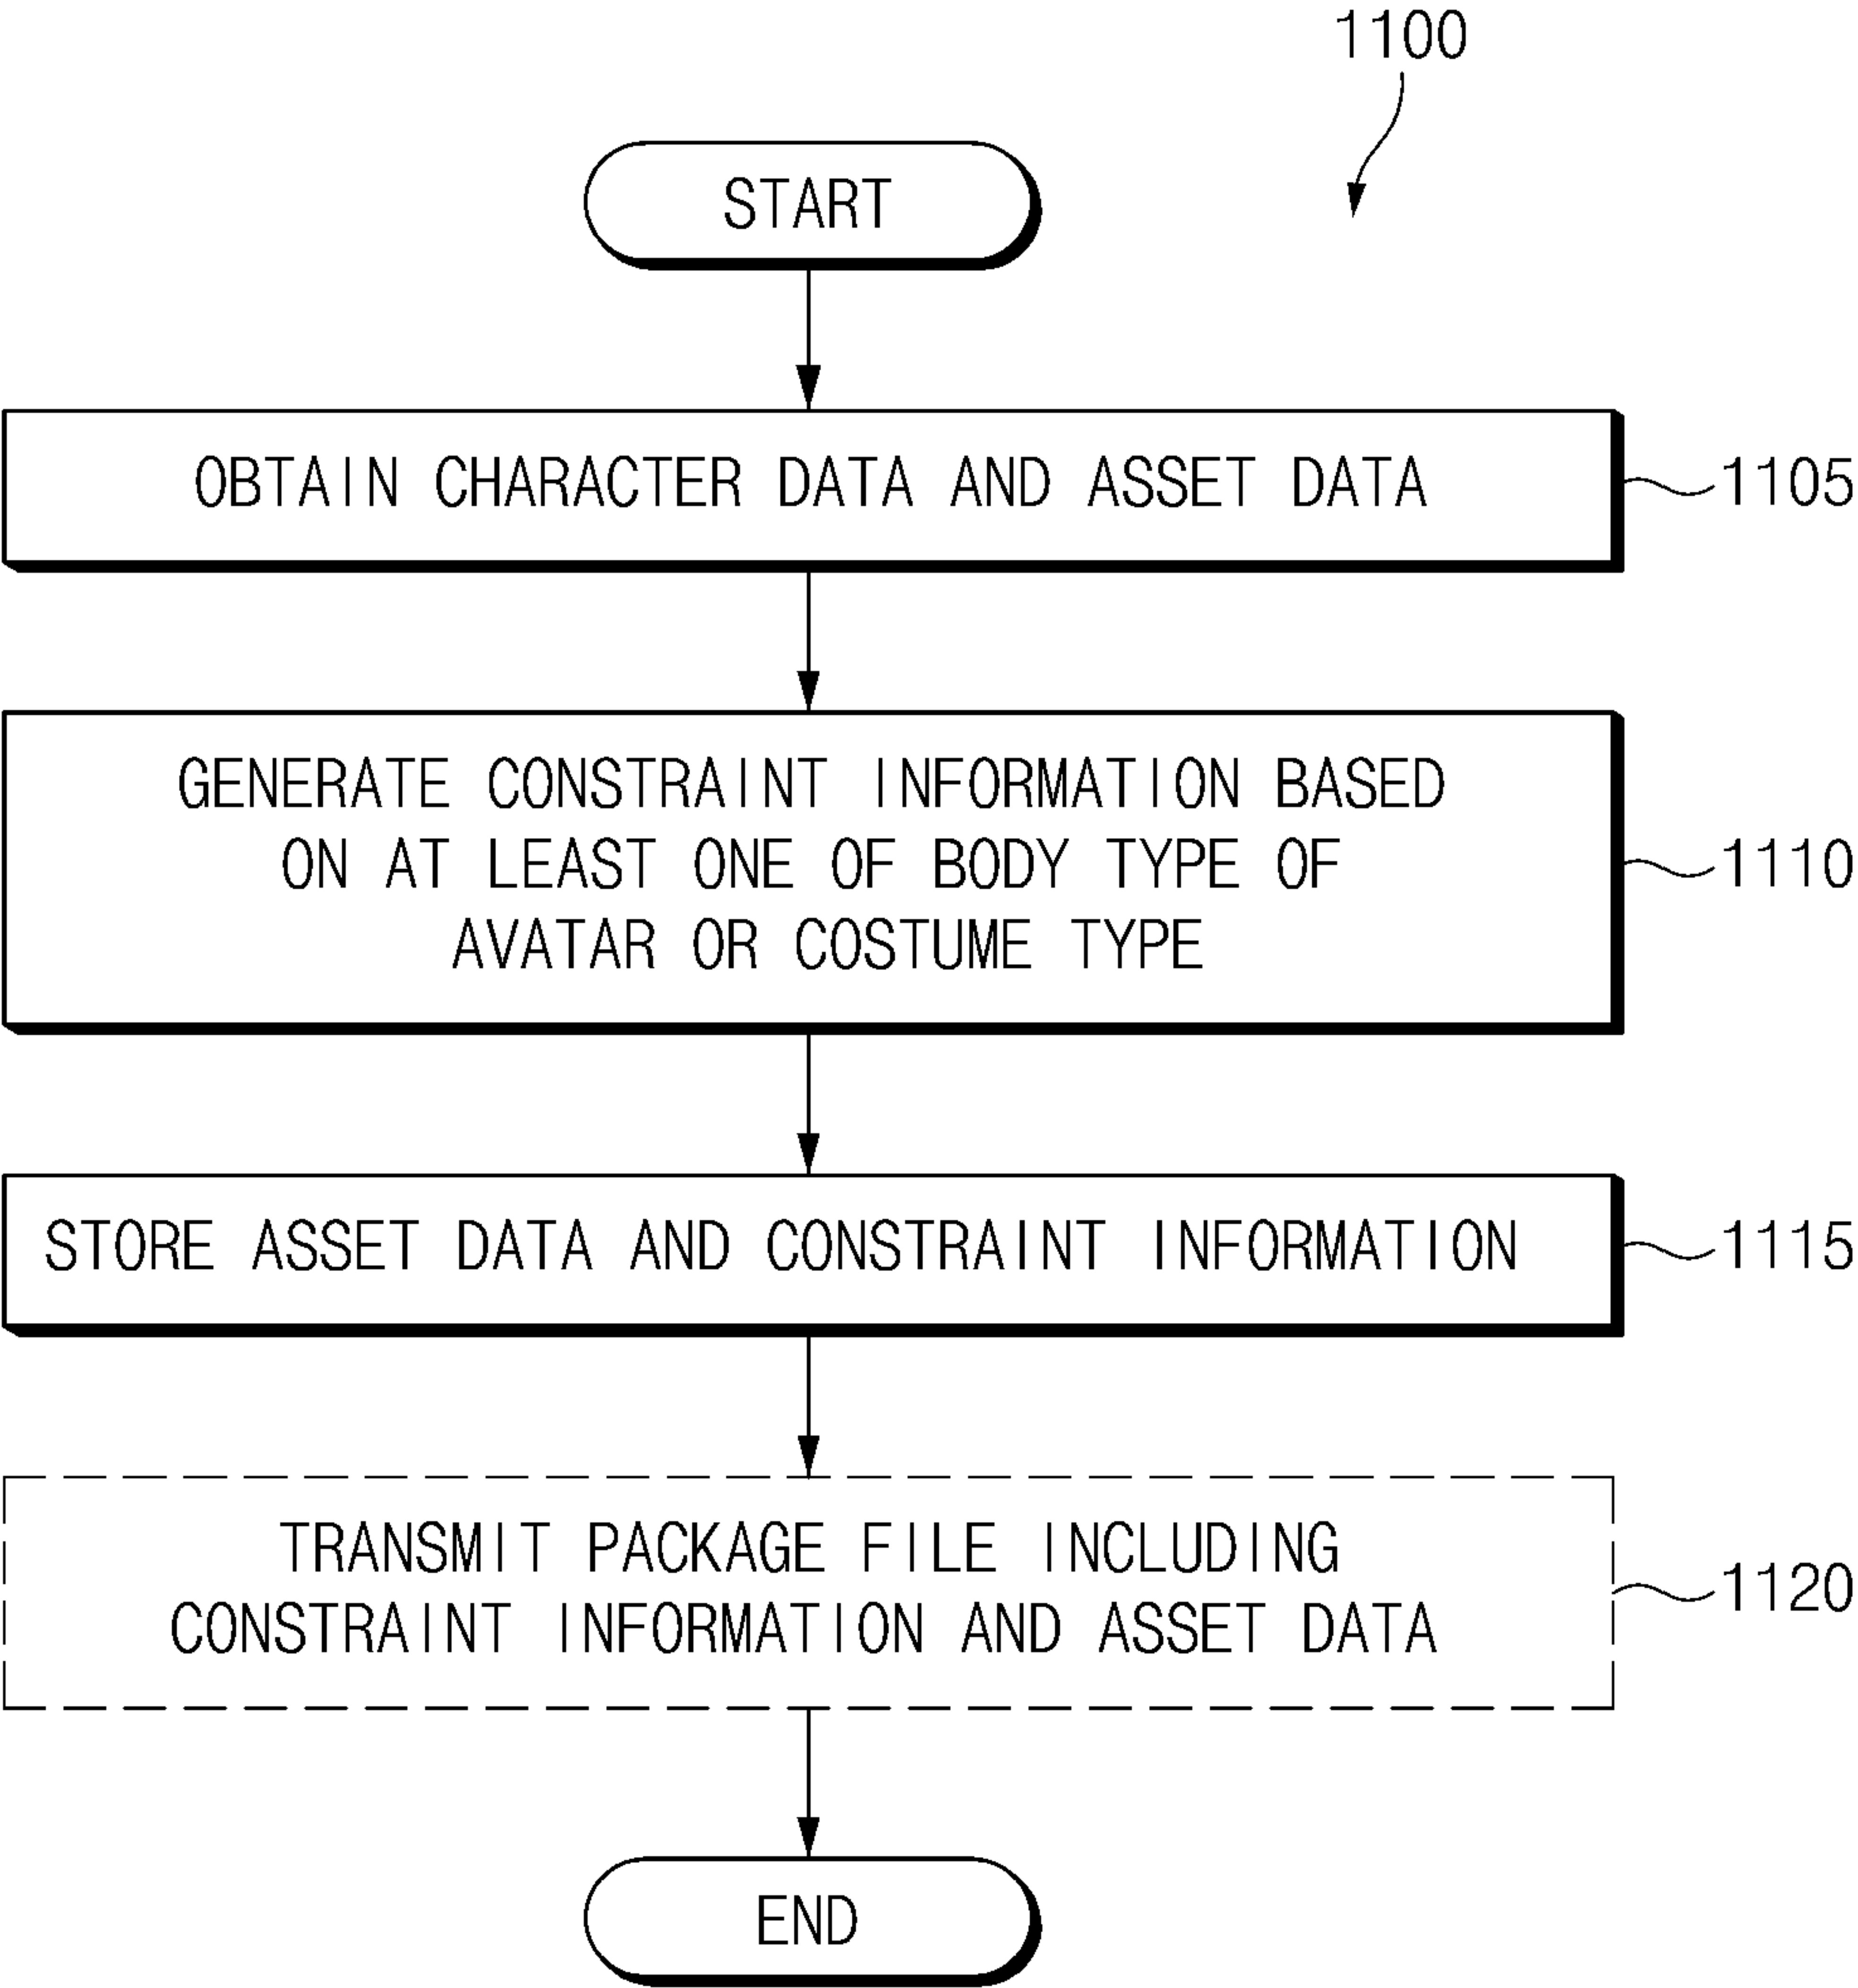 1100
START
OBTAIN CHARACTER DATA AND ASSET DATA
1105
GENERATE CONSTRAINT INFORMATION BASED
ON AT LEAST ONE OF BODY TYPE OF
AVATAR OR COSTUME TYPE
1110
STORE ASSET DATA AND CONSTRAINT INFORMATION
1115
TRANSMIT PACKAGE FILE INCLUDING
CONSTRAINT INFORMATION AND ASSET DATA
1120
END